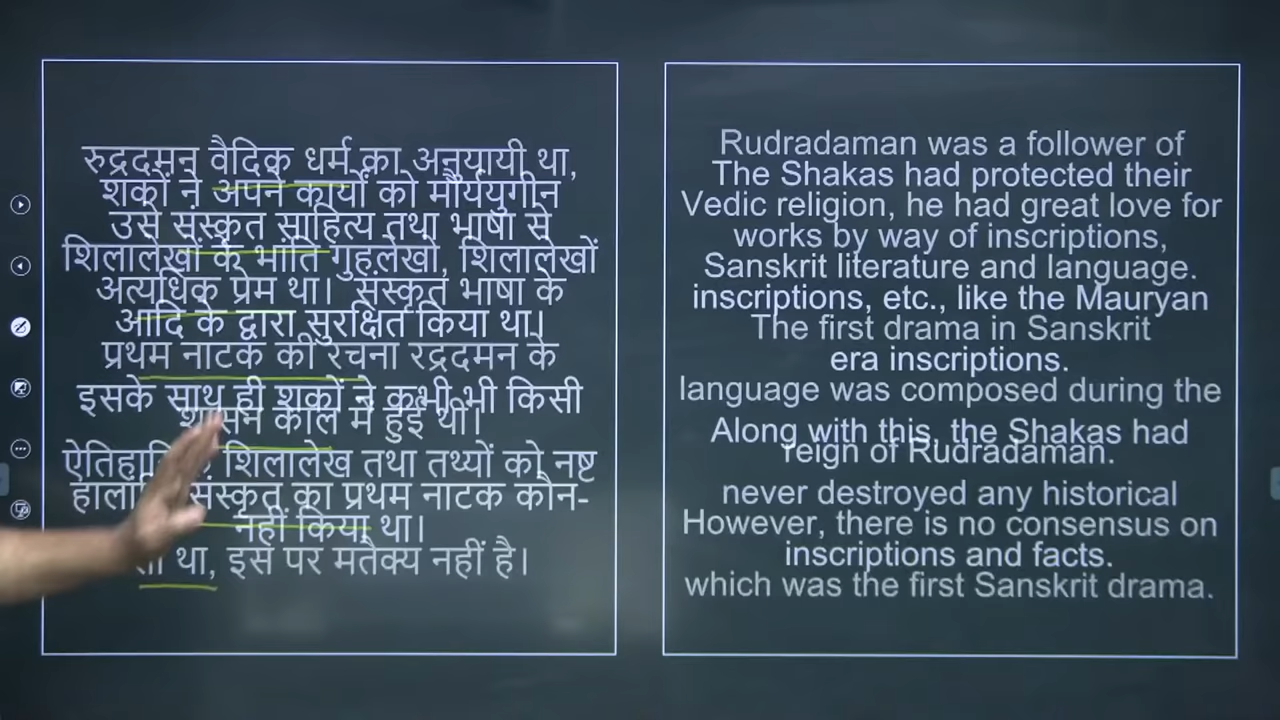 रुद्रदमन वैदिक धर्म का अनुयायी था,
शकों ने अपने कार्यों को मौर्ययुगीन
उसे संस्कृत साहित्य तथा भाषा से
शिलालेखों के भांति गुहलेखो, शिलालेखों
अत्यधिक प्रेम था। संस्कृत भाषा के
आदि के द्वारा सुरक्षित किया था।
प्रथम नाटक की रचना रद्रदमन के
इसके साथ ही शकों ने कभी भी किसी
शासन काल में हुई थी।
शिलालेख तथा तथ्यों को नष्ट
संस्कृत का प्रथम नाटक कौन-
नहीं किया था।
था, इस पर मतैक्य नहीं है।
Rudradaman was a follower of
The Shakas had protected their
Vedic religion, he had great love for
works by way of inscriptions,
Sanskrit literature and language.
inscriptions, etc., like the Mauryan
The first drama in Sanskrit
era inscriptions.
language was composed during the
Along with this, the Shakas had
reign of Rudradaman.
never destroyed any historical
However, there is no consensus on
inscriptions and facts.
which was the first Sanskrit drama.